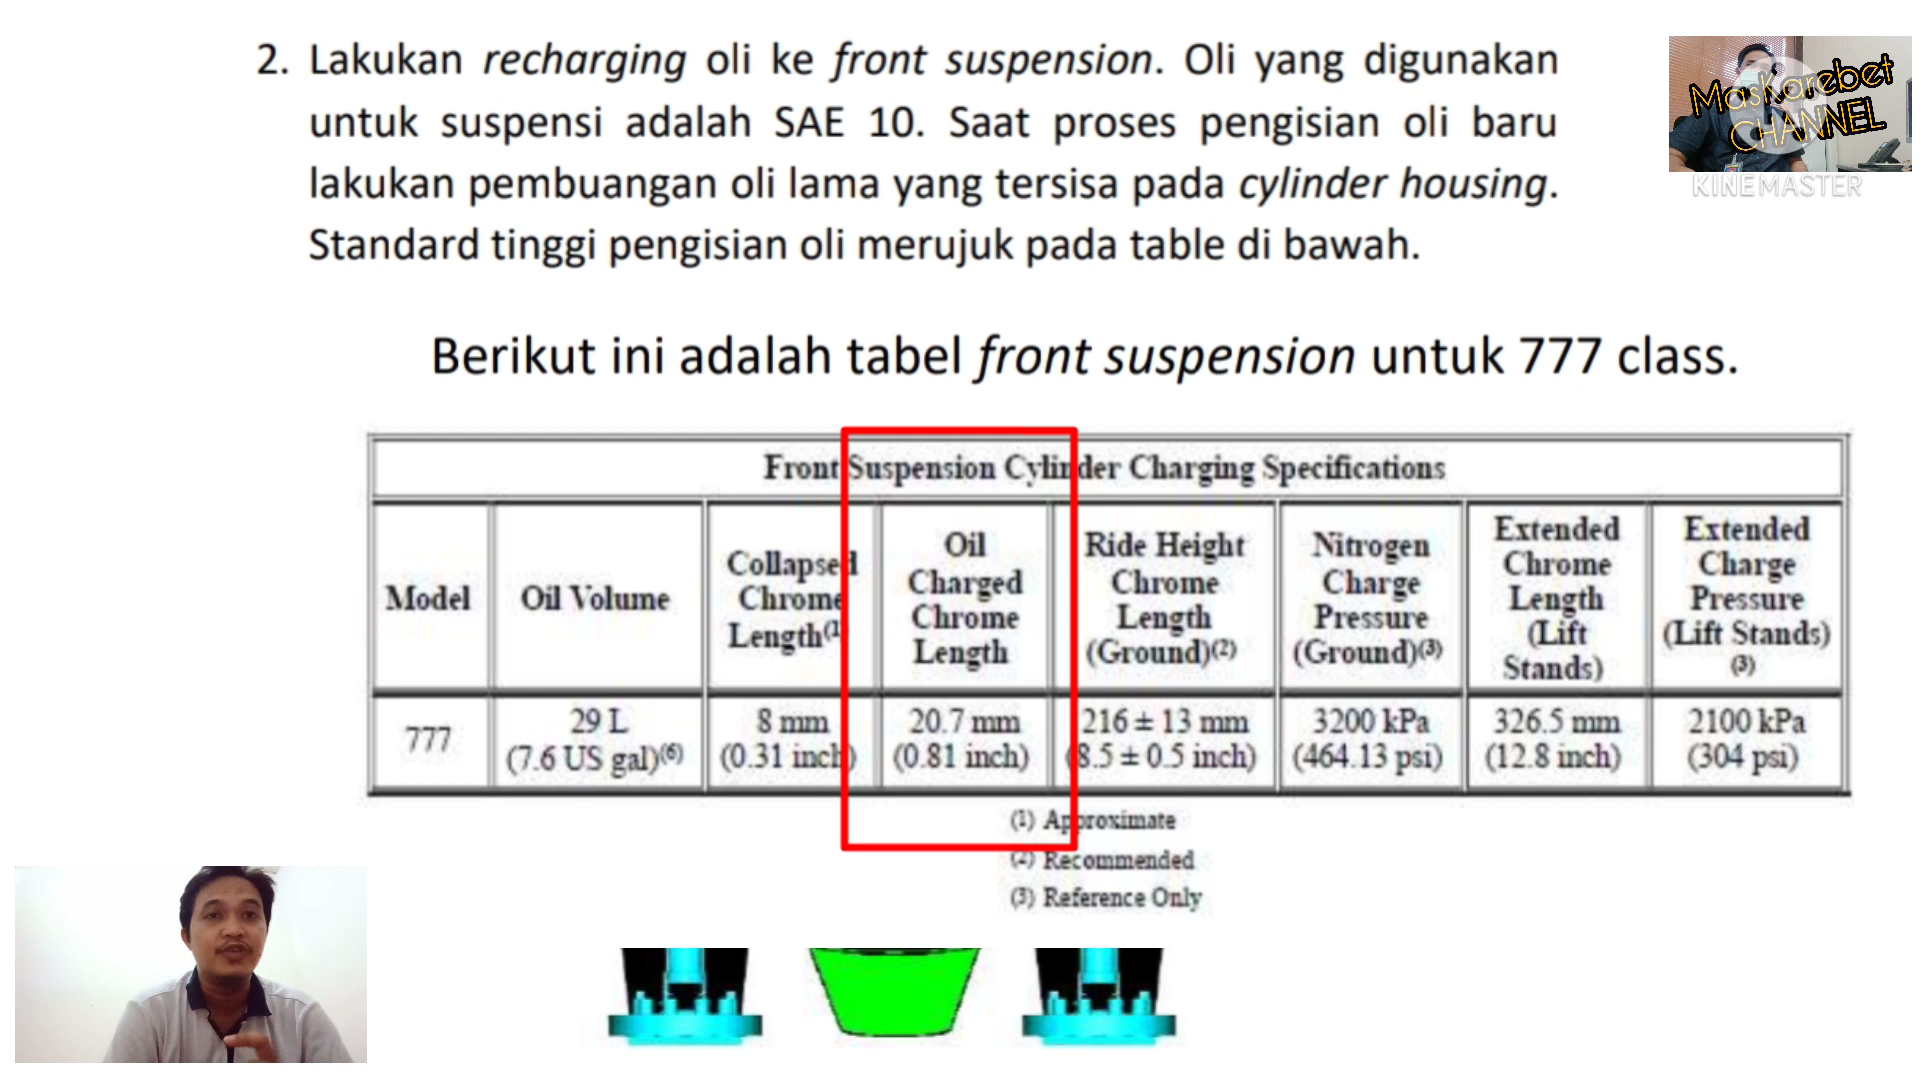 2. Lakukan recharging oli ke front suspension. Oli yang digunakan
untuk suspensi adalah SAE 10. Saat proses pengisian oli baru
lakukan pembuangan oli lama yang tersisa pada cylinder housing.
Standard tinggi pengisian oli merujuk pada table di bawah.
MasKarebet
CHANNEL
KINEMASTER
Berikut ini adalah tabel front suspension untuk 777 class.
Front Suspension Cylinder Charging Specifications
Model
Oil Volume
Collapsed
Chrome
Length(1)
Oil
Charged
Chrome
Length
Ride Height
Chrome
Length
(Ground)(2)
Nitrogen
Charge
Pressure
(Ground)(3)
Extended
Chrome
Length
(Lift
Stands)
Extended
Charge
Pressure
(Lift Stands)
(3)
777
29 L
(7.6 US gal)(6)
8 mm
(0.31 inch)
20.7 mm
(0.81 inch)
216 ± 13 mm
(8.5 ± 0.5 inch)
3200 kPa
(464.13 psi)
326.5 mm
(12.8 inch)
2100 kPa
(304 psi)
(1) Approximate
(2) Recommended
(3) Reference Only